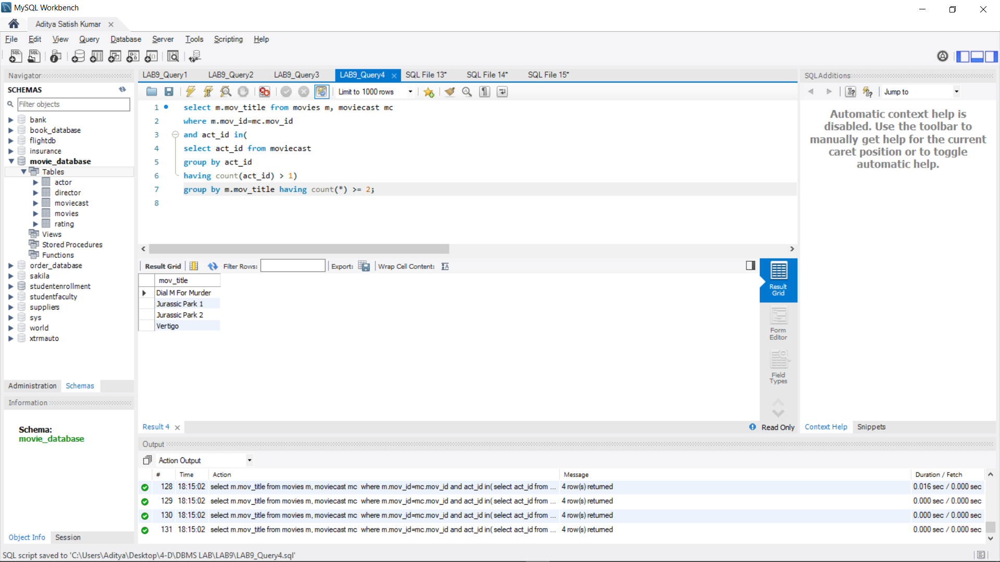 MySQL Workbench
Aditya Satish Kumar
File Edit View Query Database Server Tools Scripting Help
Navigator
SCHEMAS
Filter objects
bank
book_database
flightdb
insurance
movie_database
Tables
actor
director
moviecast
movies
rating
Views
Stored Procedures
Functions
order_database
sakila
studentenrollment
studentfaculty
suppliers
sys
world
xtrmauto
Administration Schemas
Information
Schema:
movie_database
Object Info Session
LAB9_Query1 LAB9_Query2 LAB9_Query3 LAB9_Query4 SQL File 13* SQL File 14* SQL File 15*
Limit to 1000 rows
1 select m.mov_title from movies m, moviecast mc
2 where m.mov_id=mc.mov_id
3 and act_id in(
4 select act_id from moviecast
5 group by act_id
6 having count(act_id) > 1)
7 group by m.mov_title having count(*) >= 2;
8
Result Grid Filter Rows: Export: Wrap Cell Content:
mov_title
Dial M For Murder
Jurassic Park 1
Jurassic Park 2
Vertigo
Result
Grid
Form
Editor
Field
Types
Result 4
Read Only
SQLAdditions
Jump to
Automatic context help is
disabled. Use the toolbar to
manually get help for the current
caret position or to toggle
automatic help.
Context Help Snippets
Output
Action Output
# Time Action Message Duration / Fetch
128 18:15:02 select m.mov_title from movies m, moviecast mc where m.mov_id=mc.mov_id and act_id in( select act_id from ... 4 row(s) returned 0.016 sec / 0.000 sec
129 18:15:02 select m.mov_title from movies m, moviecast mc where m.mov_id=mc.mov_id and act_id in( select act_id from ... 4 row(s) returned 0.000 sec / 0.000 sec
130 18:15:02 select m.mov_title from movies m, moviecast mc where m.mov_id=mc.mov_id and act_id in( select act_id from ... 4 row(s) returned 0.000 sec / 0.000 sec
131 18:15:02 select m.mov_title from movies m, moviecast mc where m.mov_id=mc.mov_id and act_id in( select act_id from ... 4 row(s) returned 0.000 sec / 0.000 sec
SQL script saved to 'C:\Users\Aditya\Desktop\4-D\DBMS LAB\LAB9\LAB9_Query4.sql'